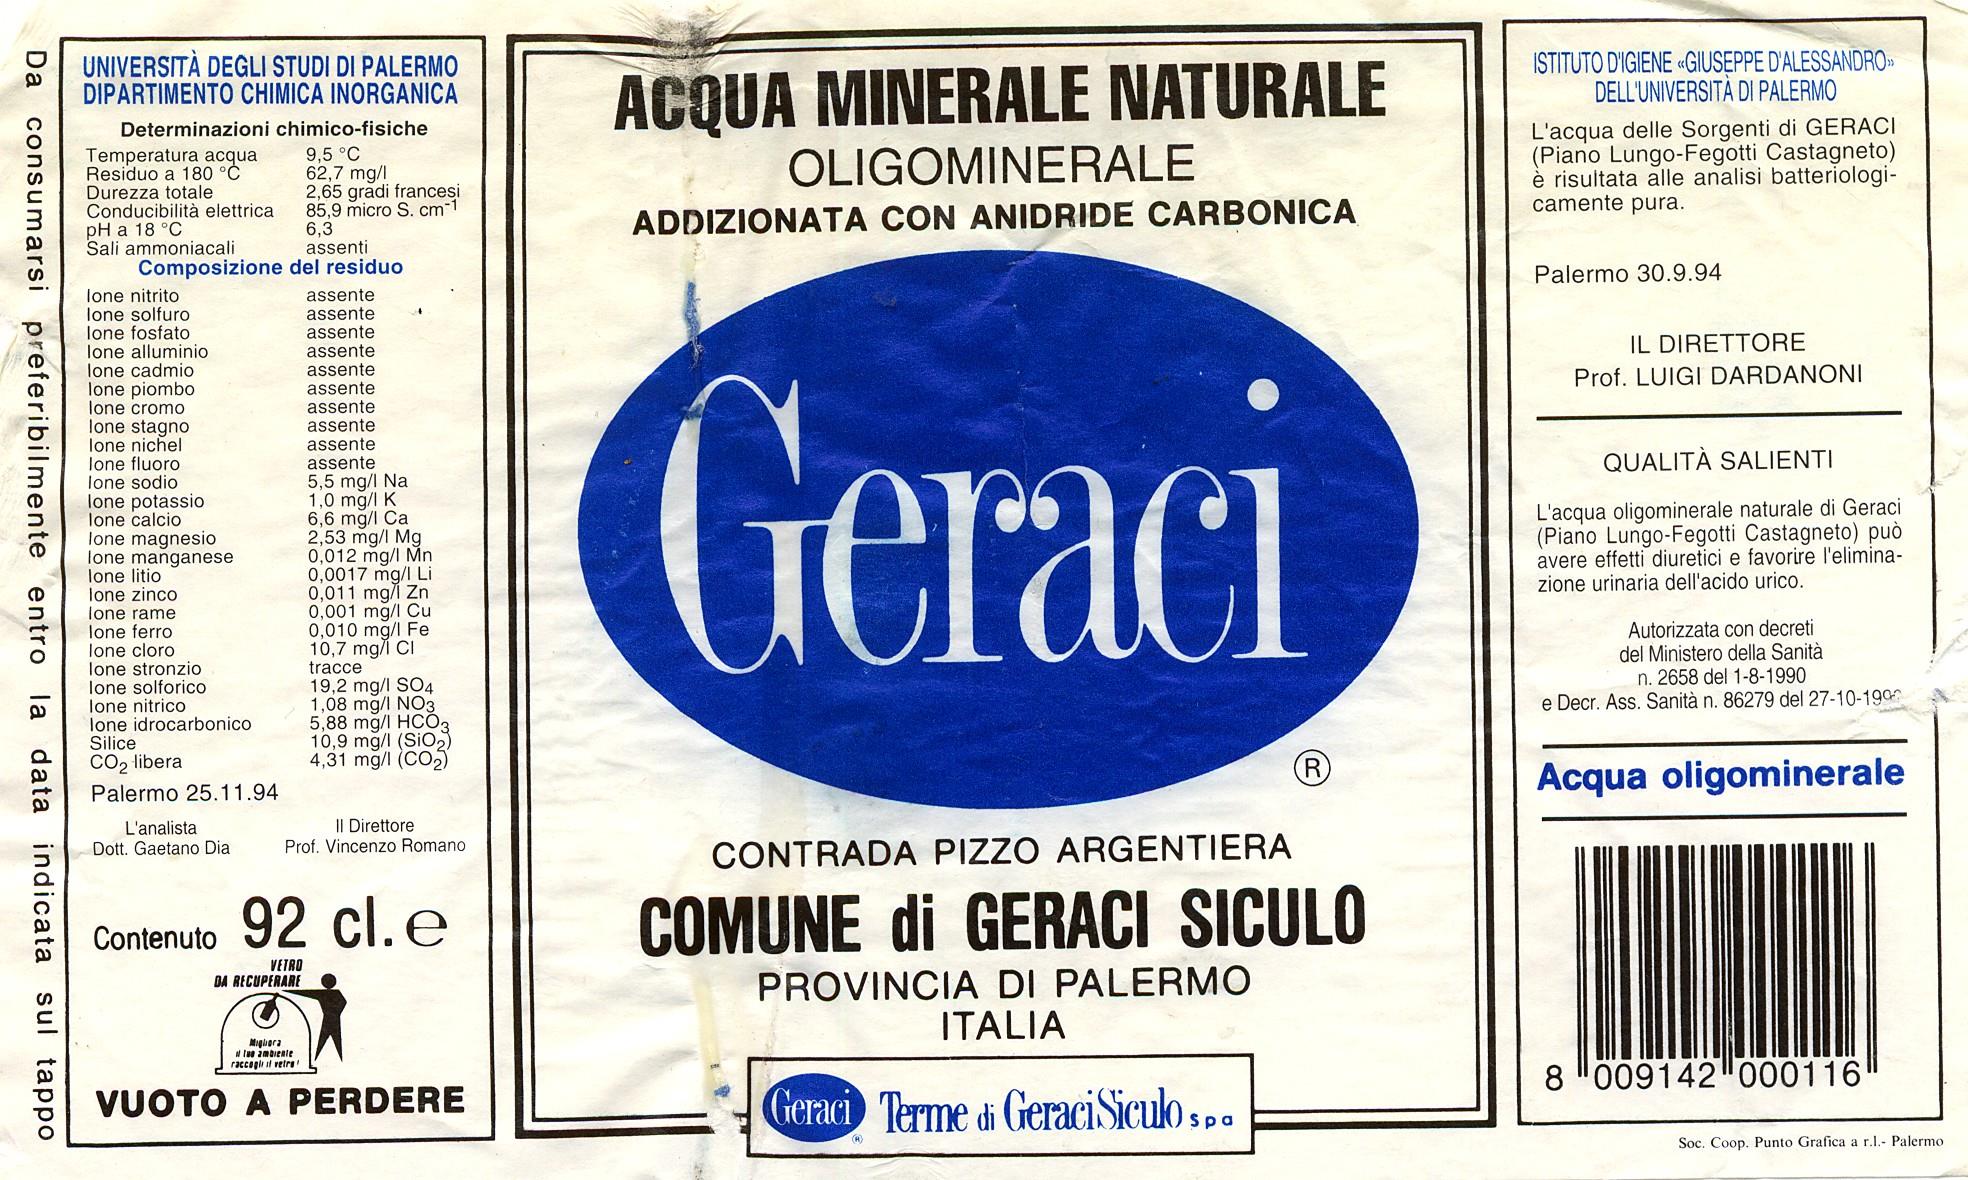 Da consumarsi preferibilmente entro la data indicata sul tappo
UNIVERSITÀ DEGLI STUDI DI PALERMO
DIPARTIMENTO CHIMICA INORGANICA
Determinazioni chimico-fisiche
Temperatura acqua 9,5 °C
Residuo a 180 °C 62,7 mg/l
Durezza totale 2,65 gradi francesi
Conducibilità elettrica 85,9 micro S. cm-1
pH a 18 °C 6,3
Sali ammoniacali assenti
Composizione del residuo
Ione nitrito assente
Ione solfuro assente
Ione fosfato assente
Ione alluminio assente
Ione cadmio assente
Ione piombo assente
Ione cromo assente
Ione stagno assente
Ione nichel assente
Ione fluoro assente
Ione sodio 5,5 mg/l Na
Ione potassio 1,0 mg/l K
Ione calcio 6,6 mg/l Ca
Ione magnesio 2,53 mg/l Mg
Ione manganese 0,012 mg/l Mn
Ione litio 0,0017 mg/l Li
Ione zinco 0,011 mg/l Zn
Ione rame 0,001 mg/l Cu
Ione ferro 0,010 mg/l Fe
Ione cloro 10,7 mg/l Cl
Ione stronzio tracce
Ione solforico 19,2 mg/l SO4
Ione nitrico 1,08 mg/l NO3
Ione idrocarbonico 5,88 mg/l HCO3
Silice 10,9 mg/l (SiO2)
CO2 libera 4,31 mg/l (CO2)
Palermo 25.11.94
L'analista Il Direttore
Dott. Gaetano Dia Prof. Vincenzo Romano
Contenuto 92 cl. e
VETRO
DA RECUPERARE
Migliora
il tuo ambiente
raccogli il vetro!
VUOTO A PERDERE
ACQUA MINERALE NATURALE
OLIGOMINERALE
ADDIZIONATA CON ANIDRIDE CARBONICA
Geraci
®
CONTRADA PIZZO ARGENTIERA
COMUNE di GERACI SICULO
PROVINCIA DI PALERMO
ITALIA
Geraci ® Terme di Geraci Siculo spa
ISTITUTO D'IGIENE «GIUSEPPE D'ALESSANDRO»
DELL'UNIVERSITÀ DI PALERMO
L'acqua delle Sorgenti di GERACI
(Piano Lungo-Fegotti Castagneto)
è risultata alle analisi batteriologi-
camente pura.
Palermo 30.9.94
IL DIRETTORE
Prof. LUIGI DARDANONI
QUALITÀ SALIENTI
L'acqua oligominerale naturale di Geraci
(Piano Lungo-Fegotti Castagneto) può
avere effetti diuretici e favorire l'elimina-
zione urinaria dell'acido urico.
Autorizzata con decreti
del Ministero della Sanità
n. 2658 del 1-8-1990
e Decr. Ass. Sanità n. 86279 del
Acqua oligominerale
8 009142 000116
Soc. Coop. Punto Grafica a r.l.- Palermo